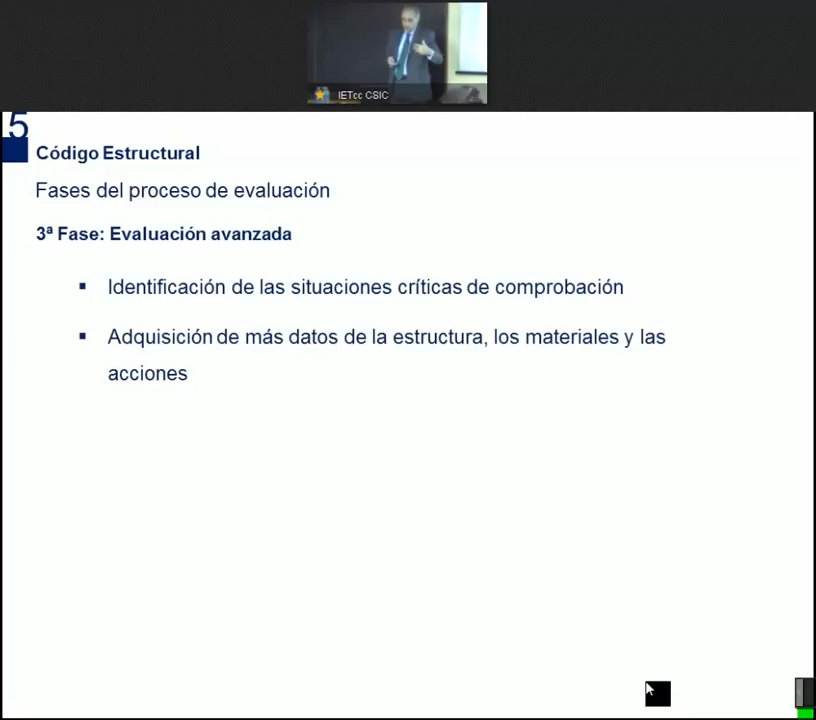 IETcc CSIC
5
Código Estructural
Fases del proceso de evaluación
3ª Fase: Evaluación avanzada
▪ Identificación de las situaciones críticas de comprobación
▪ Adquisición de más datos de la estructura, los materiales y las
acciones